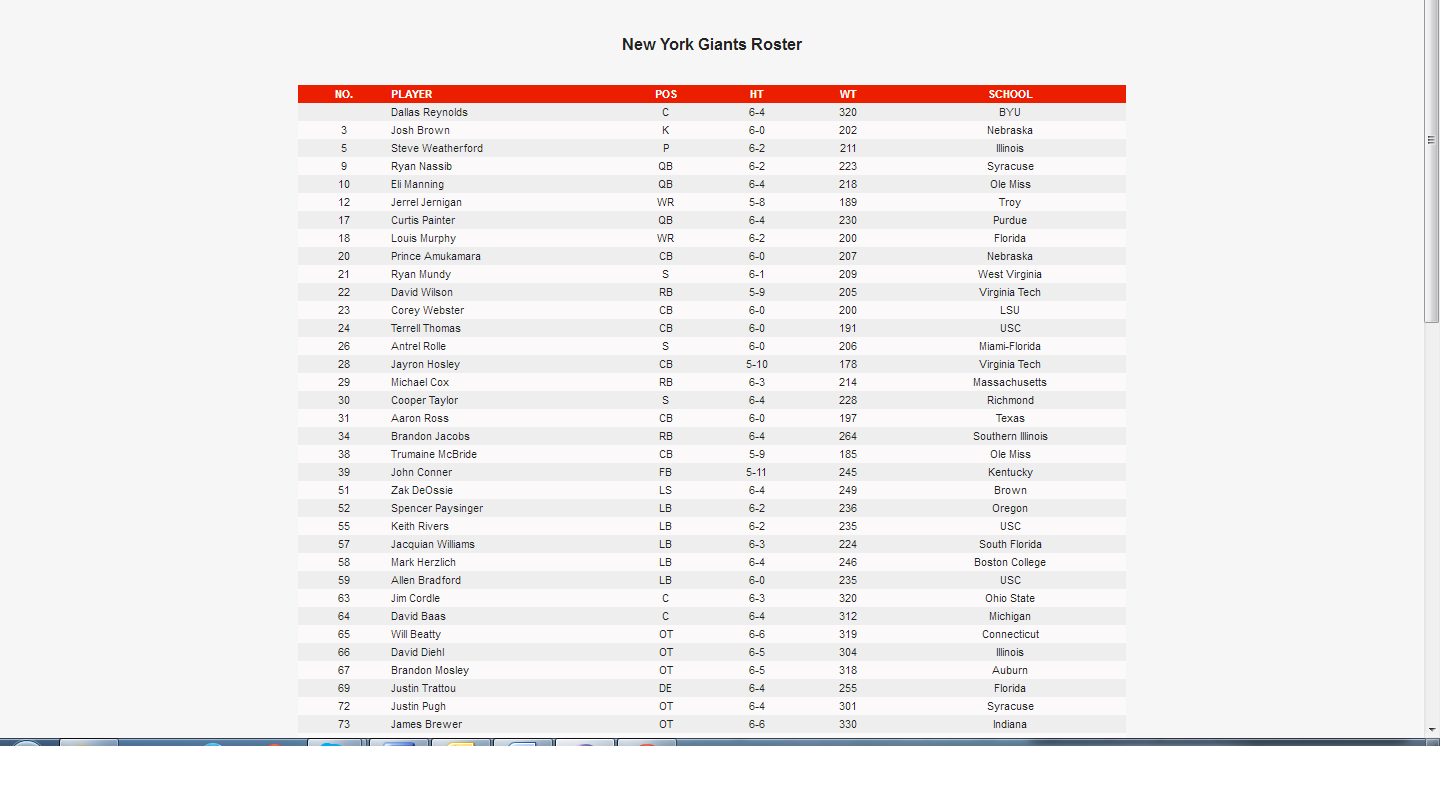 New York Giants Roster
NO. PLAYER POS HT WT SCHOOL
Dallas Reynolds C 6-4 320 BYU
3 Josh Brown K 6-0 202 Nebraska
5 Steve Weatherford P 6-2 211 Illinois
9 Ryan Nassib QB 6-2 223 Syracuse
10 Eli Manning QB 6-4 218 Ole Miss
12 Jerrel Jernigan WR 5-8 189 Troy
17 Curtis Painter QB 6-4 230 Purdue
18 Louis Murphy WR 6-2 200 Florida
20 Prince Amukamara CB 6-0 207 Nebraska
21 Ryan Mundy S 6-1 209 West Virginia
22 David Wilson RB 5-9 205 Virginia Tech
23 Corey Webster CB 6-0 200 LSU
24 Terrell Thomas CB 6-0 191 USC
26 Antrel Rolle S 6-0 206 Miami-Florida
28 Jayron Hosley CB 5-10 178 Virginia Tech
29 Michael Cox RB 6-3 214 Massachusetts
30 Cooper Taylor S 6-4 228 Richmond
31 Aaron Ross CB 6-0 197 Texas
34 Brandon Jacobs RB 6-4 264 Southern Illinois
38 Trumaine McBride CB 5-9 185 Ole Miss
39 John Conner FB 5-11 245 Kentucky
51 Zak DeOssie LS 6-4 249 Brown
52 Spencer Paysinger LB 6-2 236 Oregon
55 Keith Rivers LB 6-2 235 USC
57 Jacquian Williams LB 6-3 224 South Florida
58 Mark Herzlich LB 6-4 246 Boston College
59 Allen Bradford LB 6-0 235 USC
63 Jim Cordle C 6-3 320 Ohio State
64 David Baas C 6-4 312 Michigan
65 Will Beatty OT 6-6 319 Connecticut
66 David Diehl OT 6-5 304 Illinois
67 Brandon Mosley OT 6-5 318 Auburn
69 Justin Trattou DE 6-4 255 Florida
72 Justin Pugh OT 6-4 301 Syracuse
73 James Brewer OT 6-6 330 Indiana